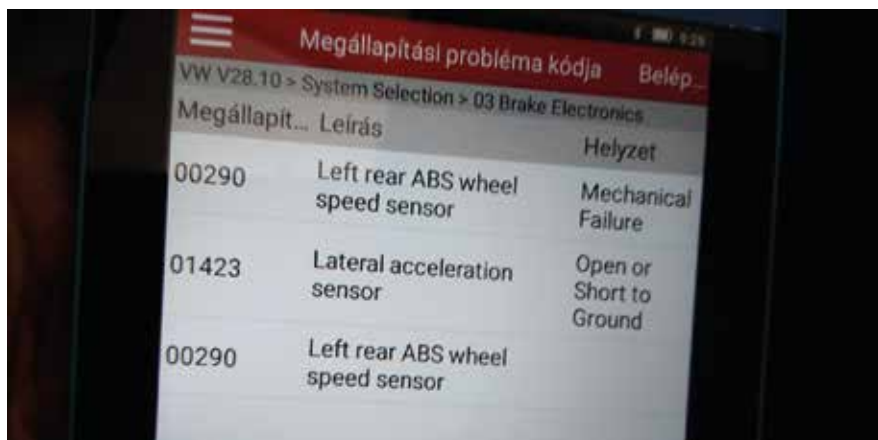 Megállapítási probléma kódja Belép...
VW V28.10 > System Selection > 03 Brake Electronics
Megállapít... Leírás Helyzet
00290 Left rear ABS wheel speed sensor Mechanical Failure
01423 Lateral acceleration sensor Open or Short to Ground
00290 Left rear ABS wheel speed sensor